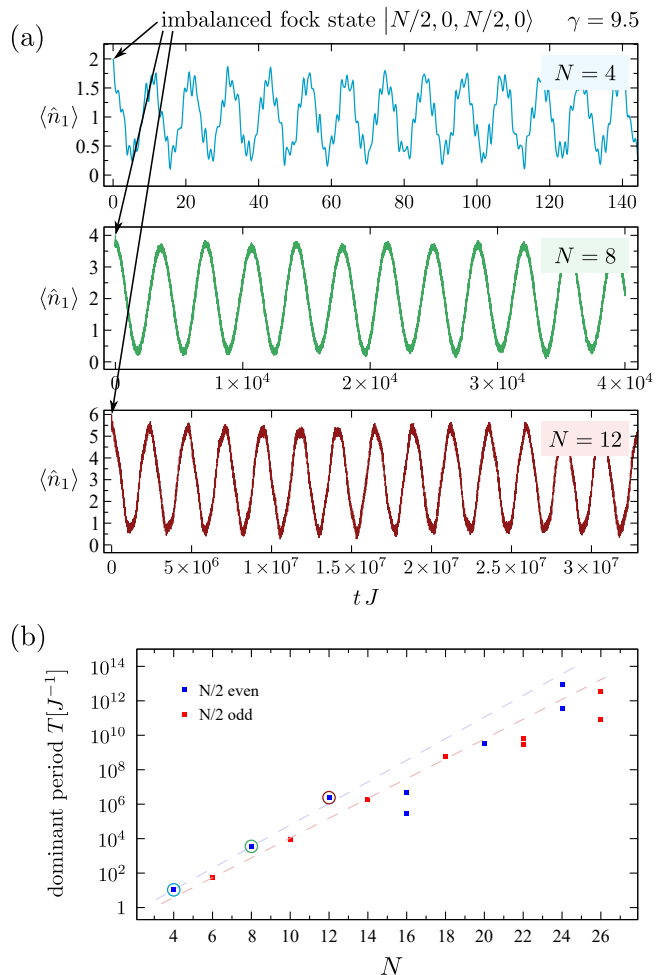 (a) imbalanced fock state |N/2, 0, N/2, 0⟩ γ = 9.5
2
1.5
1
0.5
0
⟨n̂₁⟩
N = 4
0 20 40 60 80 100 120 140
4
3
2
1
0
⟨n̂₁⟩
N = 8
0 1×10⁴ 2×10⁴ 3×10⁴ 4×10⁴
6
5
4
3
2
1
0
⟨n̂₁⟩
N = 12
0 5×10⁶ 1×10⁷ 1.5×10⁷ 2×10⁷ 2.5×10⁷ 3×10⁷
t J
(b)
dominant period T[J⁻¹]
10¹⁴
10¹²
10¹⁰
10⁸
10⁶
10⁴
10²
1
N/2 even
N/2 odd
4 6 8 10 12 14 16 18 20 22 24 26
N